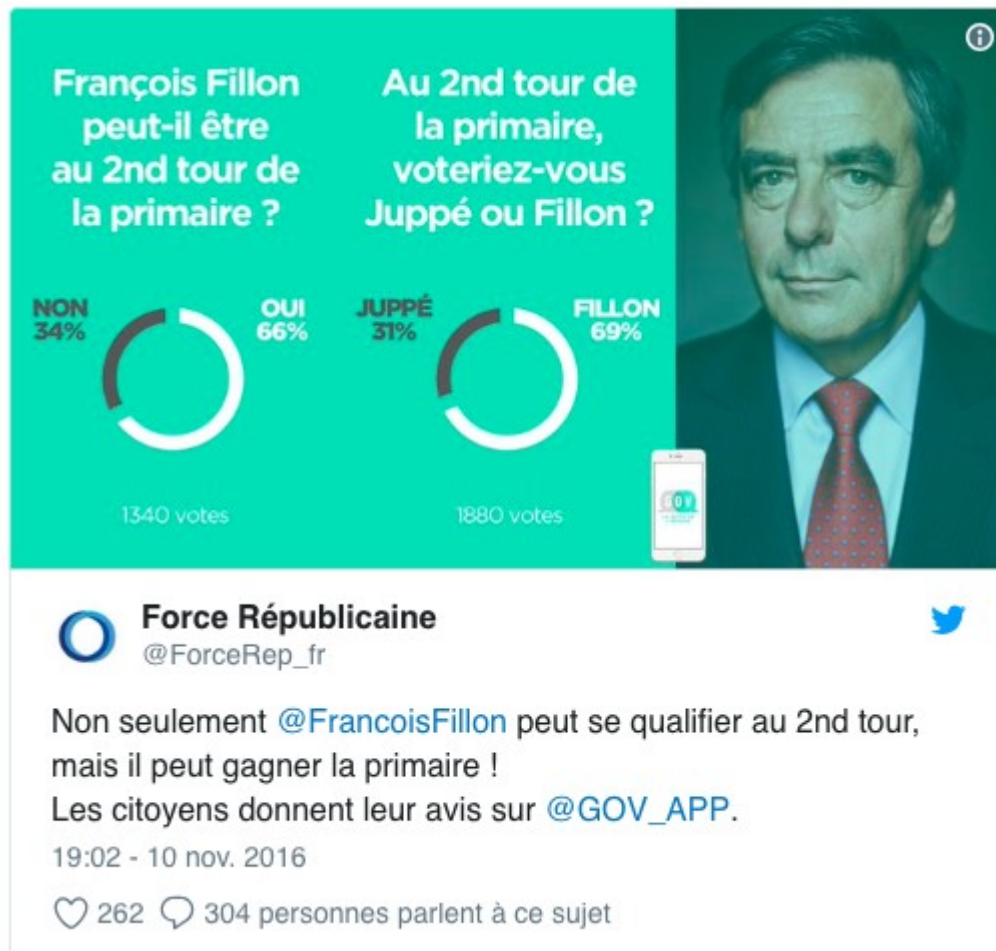 François Fillon
peut-il être
au 2nd tour de
la primaire ?
NON
34%
OUI
66%
1340 votes
Au 2nd tour de
la primaire,
voteriez-vous
Juppé ou Fillon ?
JUPPÉ
31%
FILLON
69%
1880 votes
GOV
Force Républicaine
@ForceRep_fr
Non seulement @FrancoisFillon peut se qualifier au 2nd tour,
mais il peut gagner la primaire !
Les citoyens donnent leur avis sur @GOV_APP.
19:02 - 10 nov. 2016
262 304 personnes parlent à ce sujet